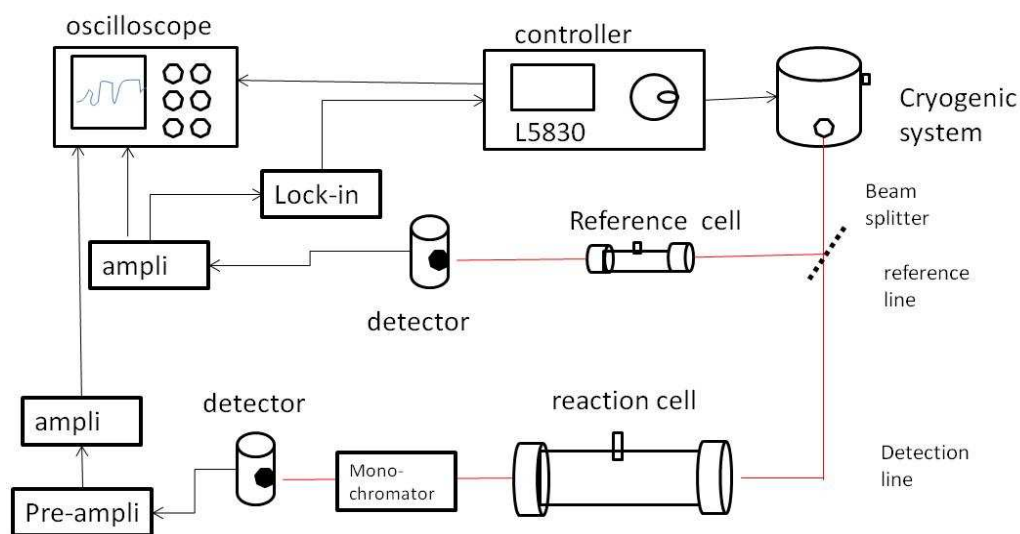 oscilloscope
controller
L5830
Cryogenic
system
Lock-in
Beam
splitter
ampli
Reference cell
reference
line
detector
detector
reaction cell
ampli
Mono-
chromator
Detection
line
Pre-ampli